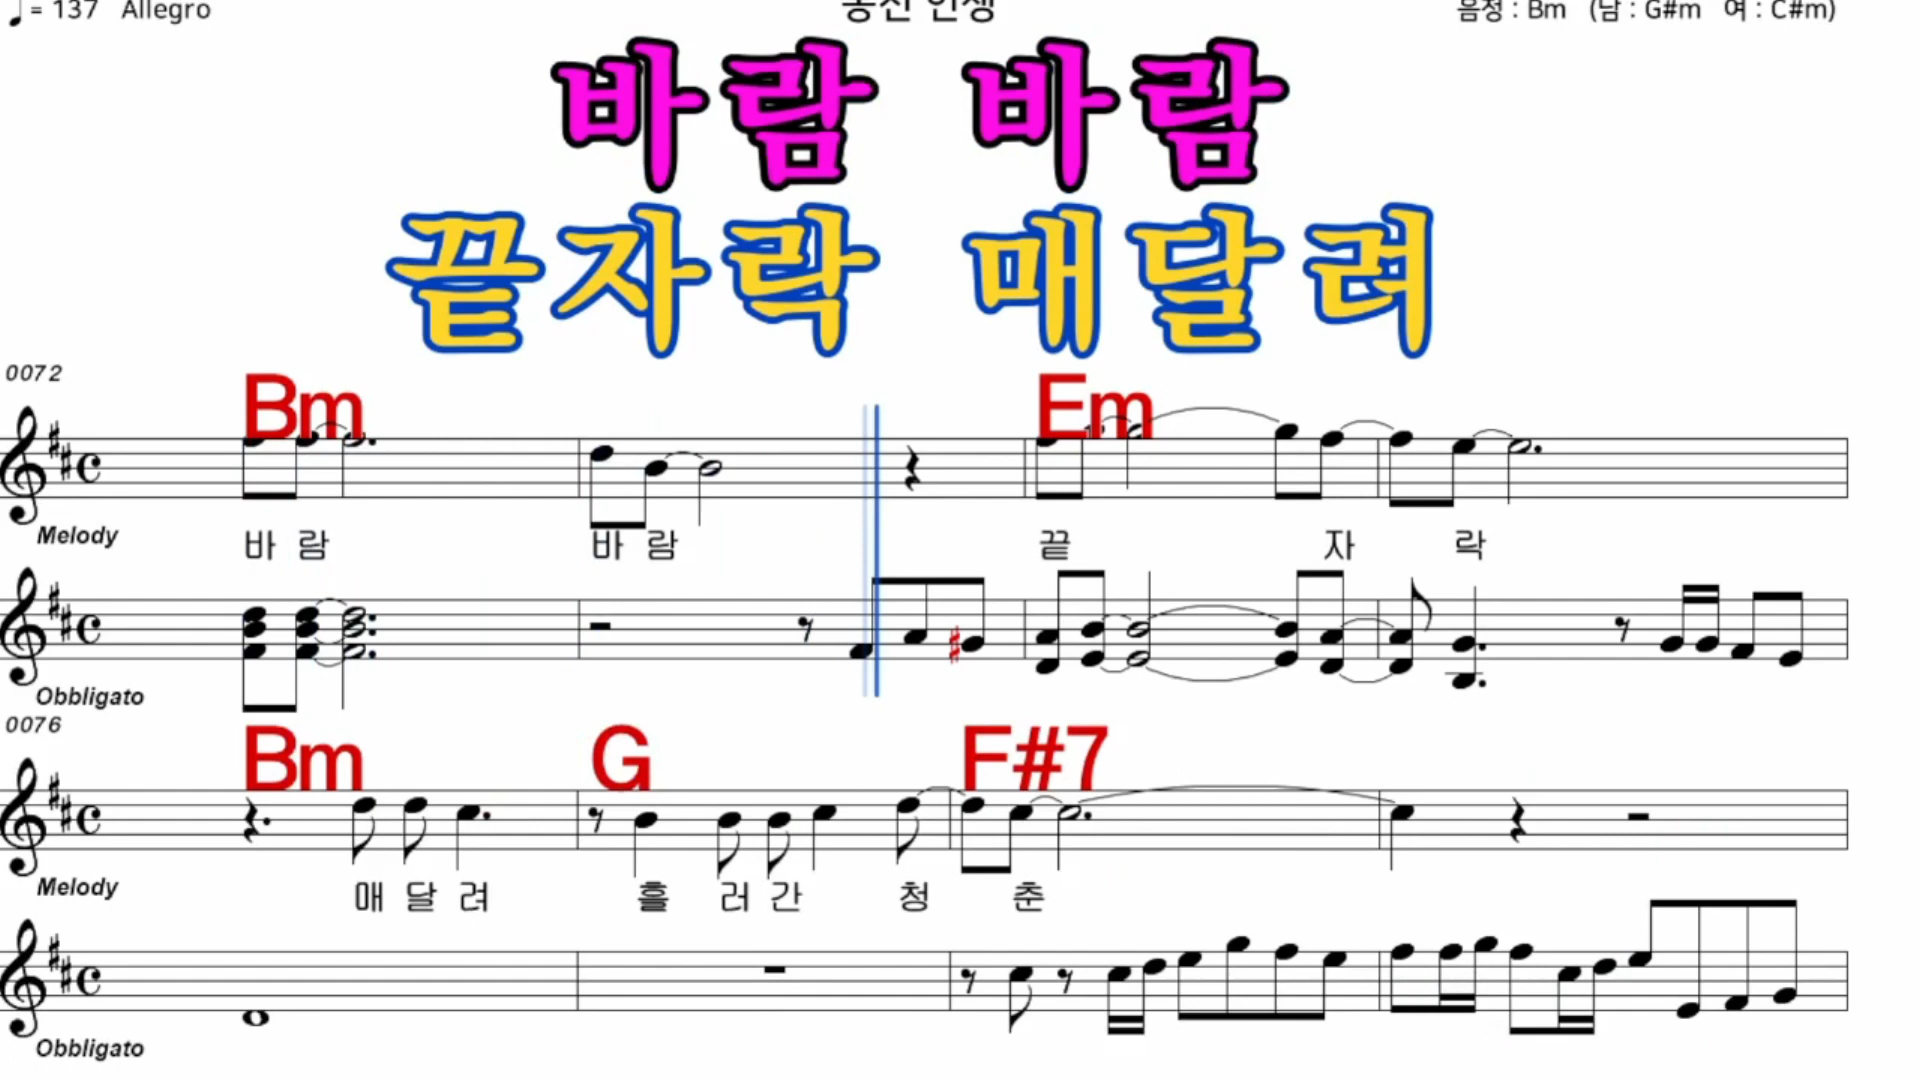 ♩ = 137 Allegro
인생
음정 : Bm (남 : G#m 여 : C#m)
바람 바람
끝자락 매달려
0072
Bm Em
Melody
바 람 바 람 끝 자 락
Obbligato
0076
Bm G F#7
Melody
매 달 려 흘 러 간 청 춘
Obbligato